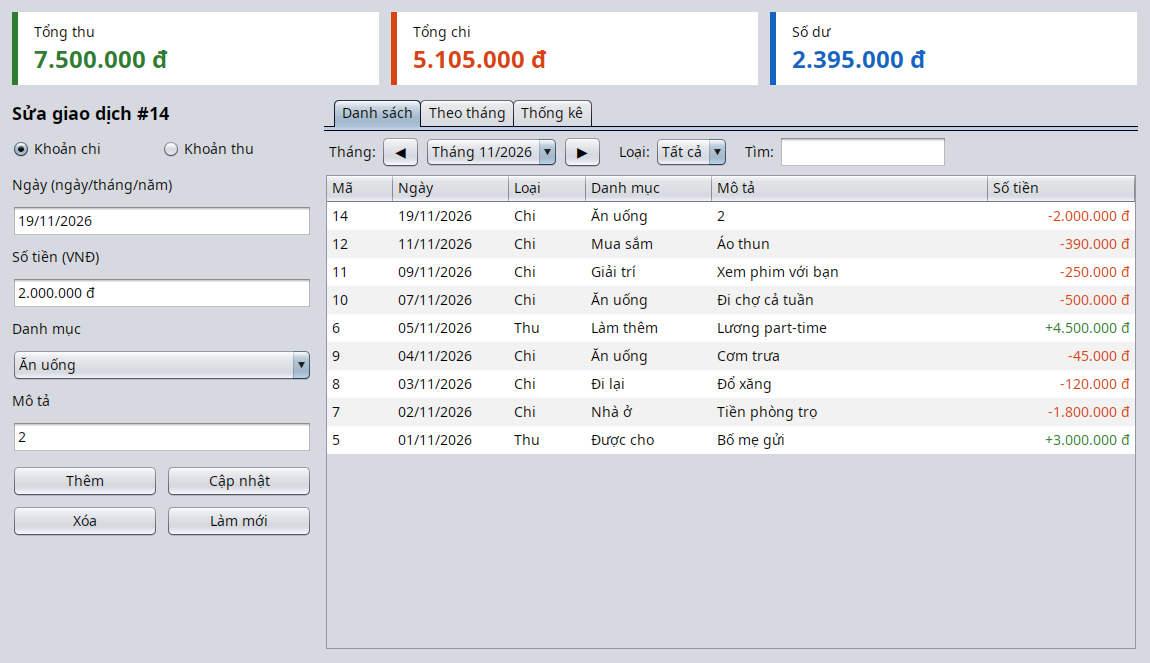 Tổng thu
7.500.000 đ
Tổng chi
5.105.000 đ
Số dư
2.395.000 đ
Sửa giao dịch #14
Khoản chi Khoản thu
Ngày (ngày/tháng/năm)
19/11/2026
Số tiền (VNĐ)
2.000.000 đ
Danh mục
Ăn uống
Mô tả
2
Thêm Cập nhật
Xóa Làm mới
Danh sách Theo tháng Thống kê
Tháng: ◀ Tháng 11/2026 ▶ Loại: Tất cả Tìm:
Mã Ngày Loại Danh mục Mô tả Số tiền
14 19/11/2026 Chi Ăn uống 2 -2.000.000 đ
12 11/11/2026 Chi Mua sắm Áo thun -390.000 đ
11 09/11/2026 Chi Giải trí Xem phim với bạn -250.000 đ
10 07/11/2026 Chi Ăn uống Đi chợ cả tuần -500.000 đ
6 05/11/2026 Thu Làm thêm Lương part-time +4.500.000 đ
9 04/11/2026 Chi Ăn uống Cơm trưa -45.000 đ
8 03/11/2026 Chi Đi lại Đổ xăng -120.000 đ
7 02/11/2026 Chi Nhà ở Tiền phòng trọ -1.800.000 đ
5 01/11/2026 Thu Được cho Bố mẹ gửi +3.000.000 đ